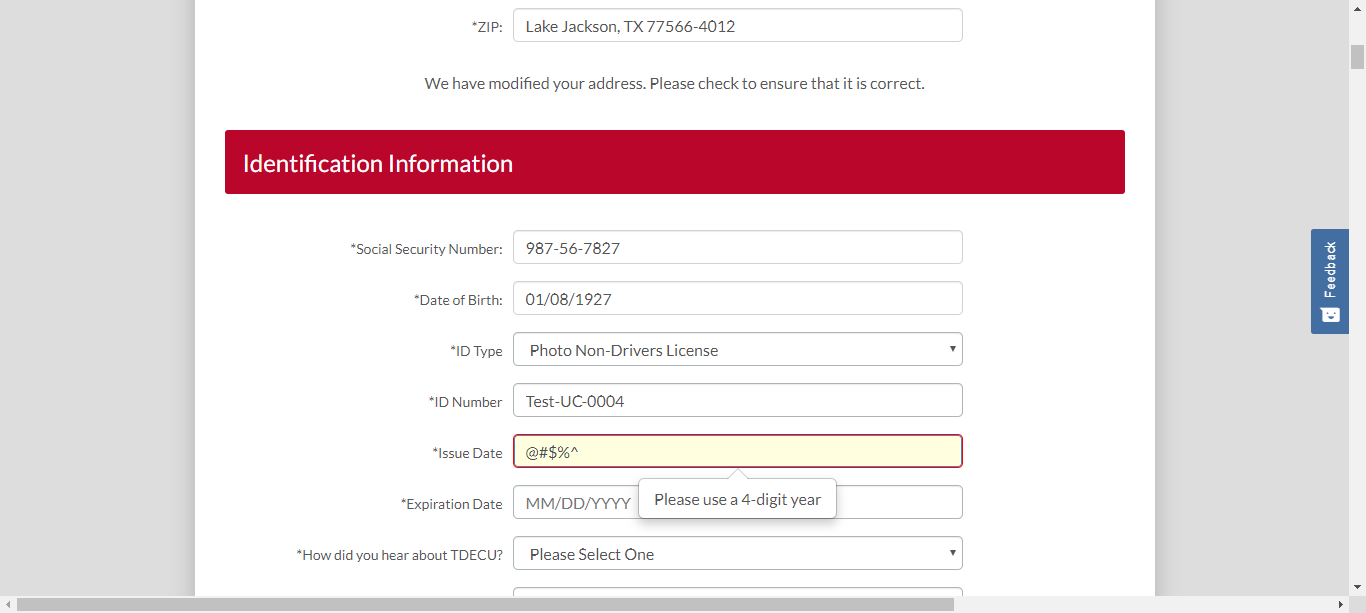 *ZIP: Lake Jackson, TX 77566-4012
We have modified your address. Please check to ensure that it is correct.
Identification Information
*Social Security Number: 987-56-7827
*Date of Birth: 01/08/1927
Feedback
*ID Type Photo Non-Drivers License
*ID Number Test-UC-0004
*Issue Date @#$%^
*Expiration Date MM/DD/YYYY
Please use a 4-digit year
*How did you hear about TDECU? Please Select One